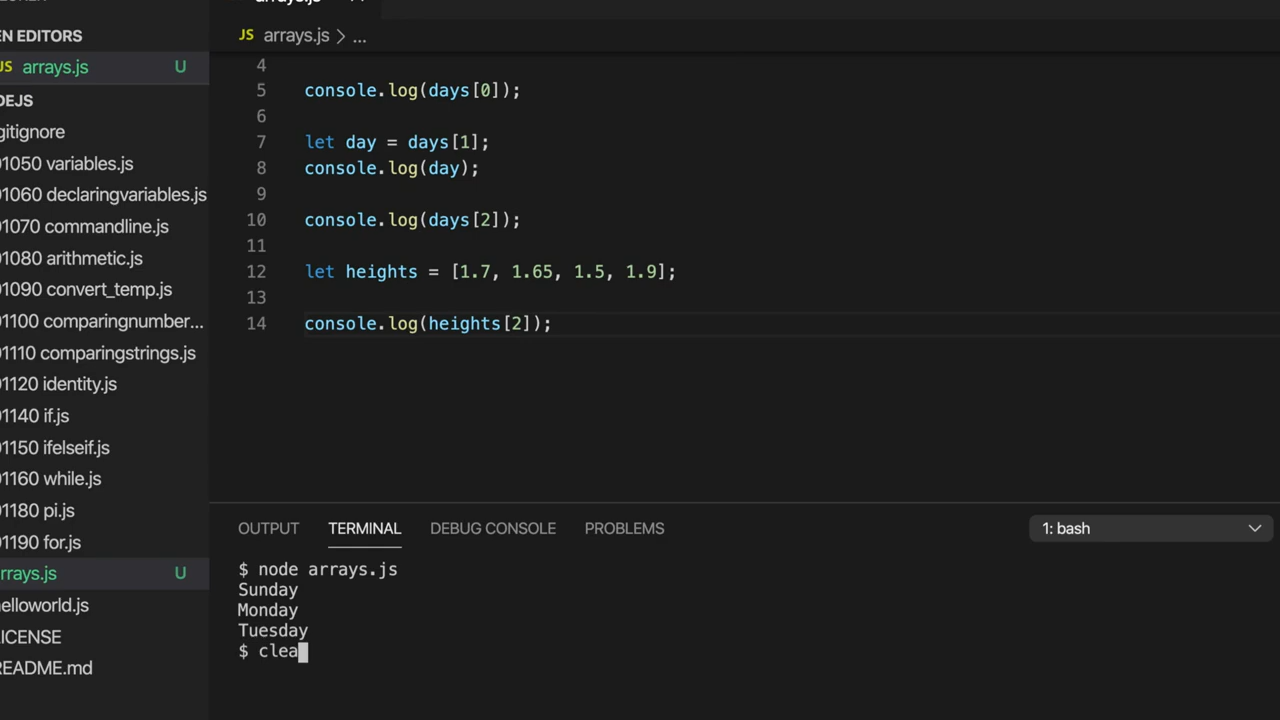 EN EDITORS
JS arrays.js U
DEJS
gitignore
01050 variables.js
01060 declaringvariables.js
01070 commandline.js
01080 arithmetic.js
01090 convert_temp.js
01100 comparingnumber...
01110 comparingstrings.js
01120 identity.js
01140 if.js
01150 ifelseif.js
01160 while.js
01180 pi.js
01190 for.js
rrays.js U
elloworld.js
ICENSE
README.md
arrays.js
JS arrays.js > ...
4
5 console.log(days[0]);
6
7 let day = days[1];
8 console.log(day);
9
10 console.log(days[2]);
11
12 let heights = [1.7, 1.65, 1.5, 1.9];
13
14 console.log(heights[2]);
OUTPUT TERMINAL DEBUG CONSOLE PROBLEMS 1: bash
$ node arrays.js
Sunday
Monday
Tuesday
$ clea